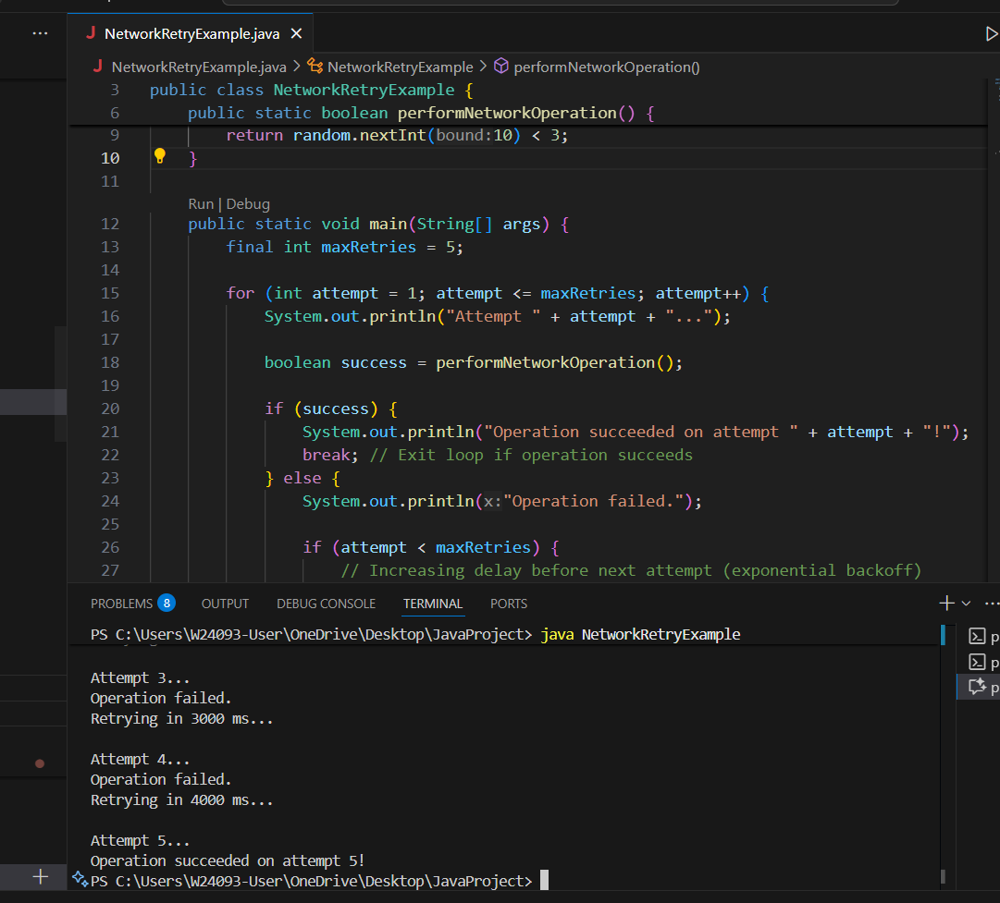 NetworkRetryExample.java
NetworkRetryExample.java > NetworkRetryExample > performNetworkOperation()
3 public class NetworkRetryExample {
6 public static boolean performNetworkOperation() {
9 return random.nextInt(bound:10) < 3;
10 }
11
Run | Debug
12 public static void main(String[] args) {
13 final int maxRetries = 5;
14
15 for (int attempt = 1; attempt <= maxRetries; attempt++) {
16 System.out.println("Attempt " + attempt + "...");
17
18 boolean success = performNetworkOperation();
19
20 if (success) {
21 System.out.println("Operation succeeded on attempt " + attempt + "!");
22 break; // Exit loop if operation succeeds
23 } else {
24 System.out.println(x:"Operation failed.");
25
26 if (attempt < maxRetries) {
27 // Increasing delay before next attempt (exponential backoff)
PROBLEMS 8 OUTPUT DEBUG CONSOLE TERMINAL PORTS
PS C:\Users\W24093-User\OneDrive\Desktop\JavaProject> java NetworkRetryExample
Attempt 3...
Operation failed.
Retrying in 3000 ms...
Attempt 4...
Operation failed.
Retrying in 4000 ms...
Attempt 5...
Operation succeeded on attempt 5!
PS C:\Users\W24093-User\OneDrive\Desktop\JavaProject>
p
p
p